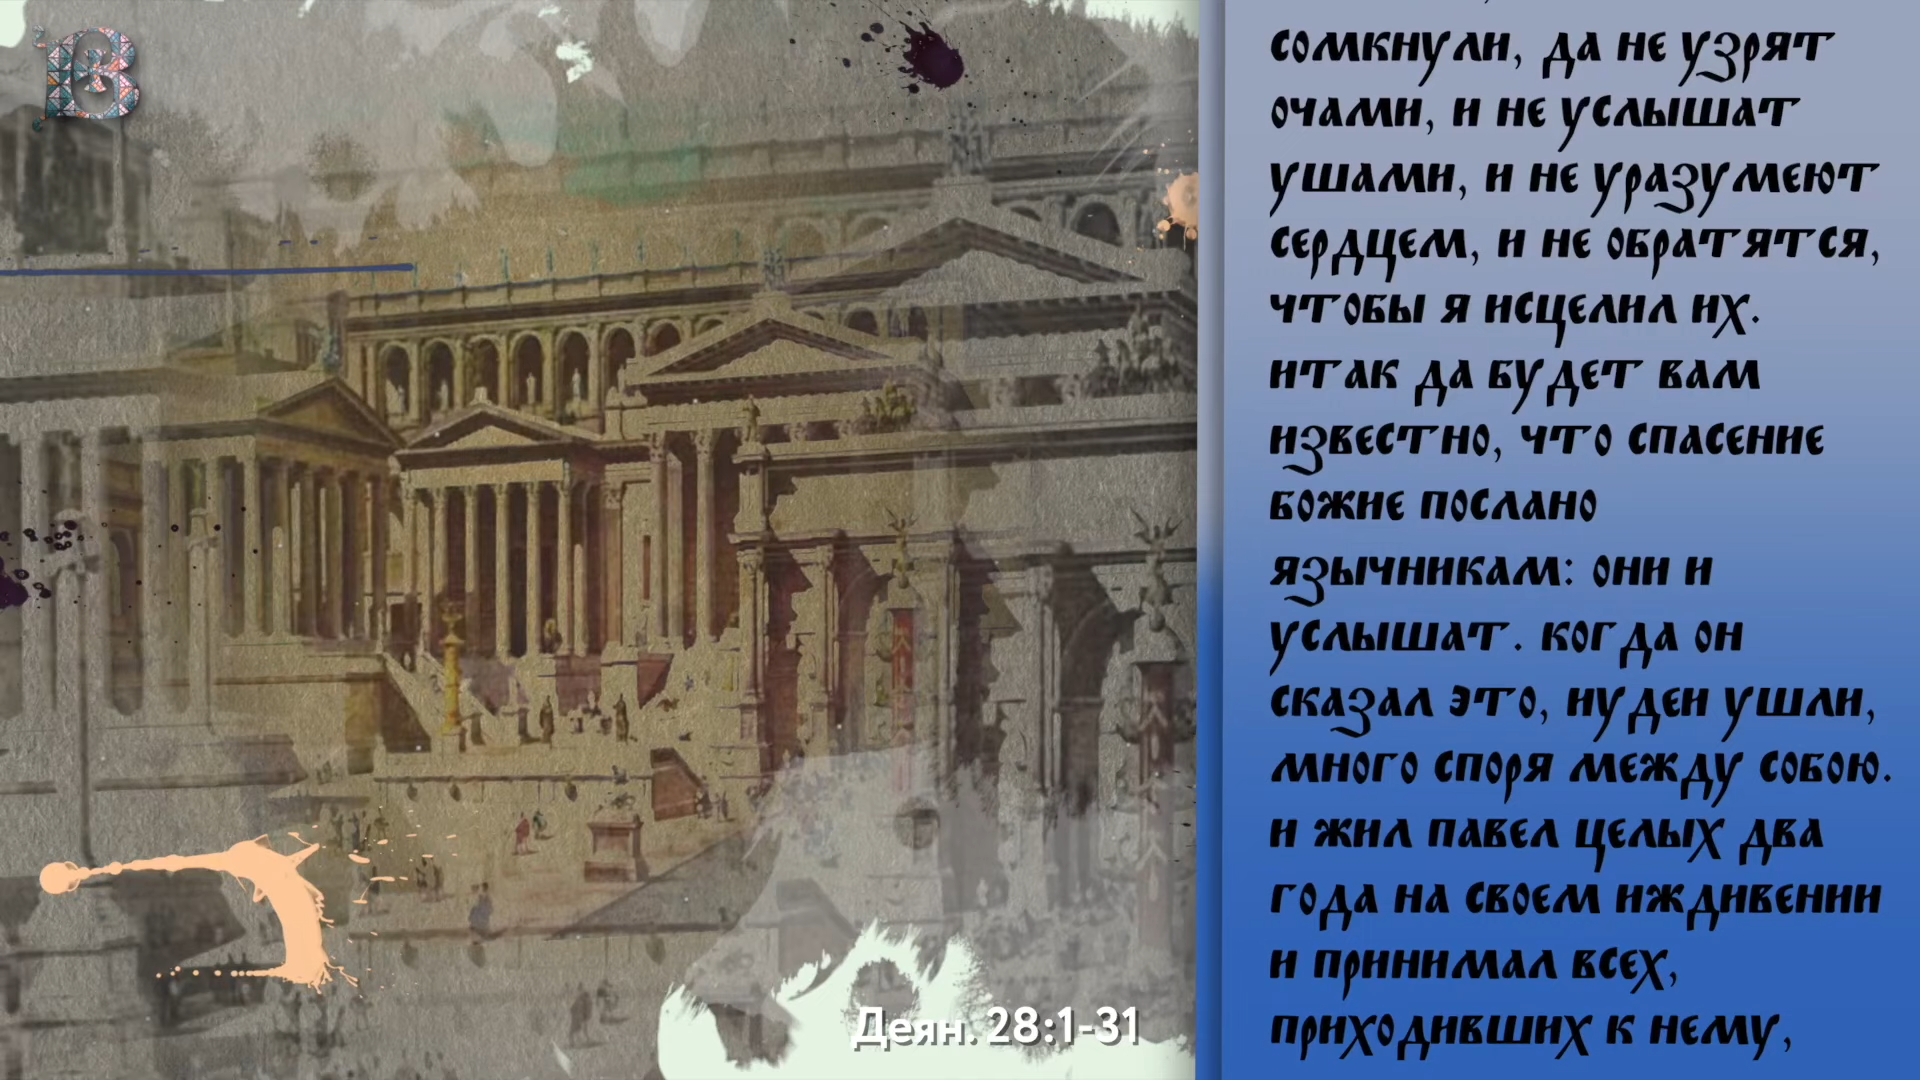 сомкнули, да не узрят
очами, и не услышат
ушами, и не уразумеют
сердцем, и не обратятся,
чтобы я исцелил их.
итак да будет вам
известно, что спасение
божие послано
язычникам: они и
услышат. когда он
сказал это, иудеи ушли,
много споря между собою.
и жил павел целых два
года на своем иждивении
и принимал всех,
приходивших к нему,
Деян. 28:1-31